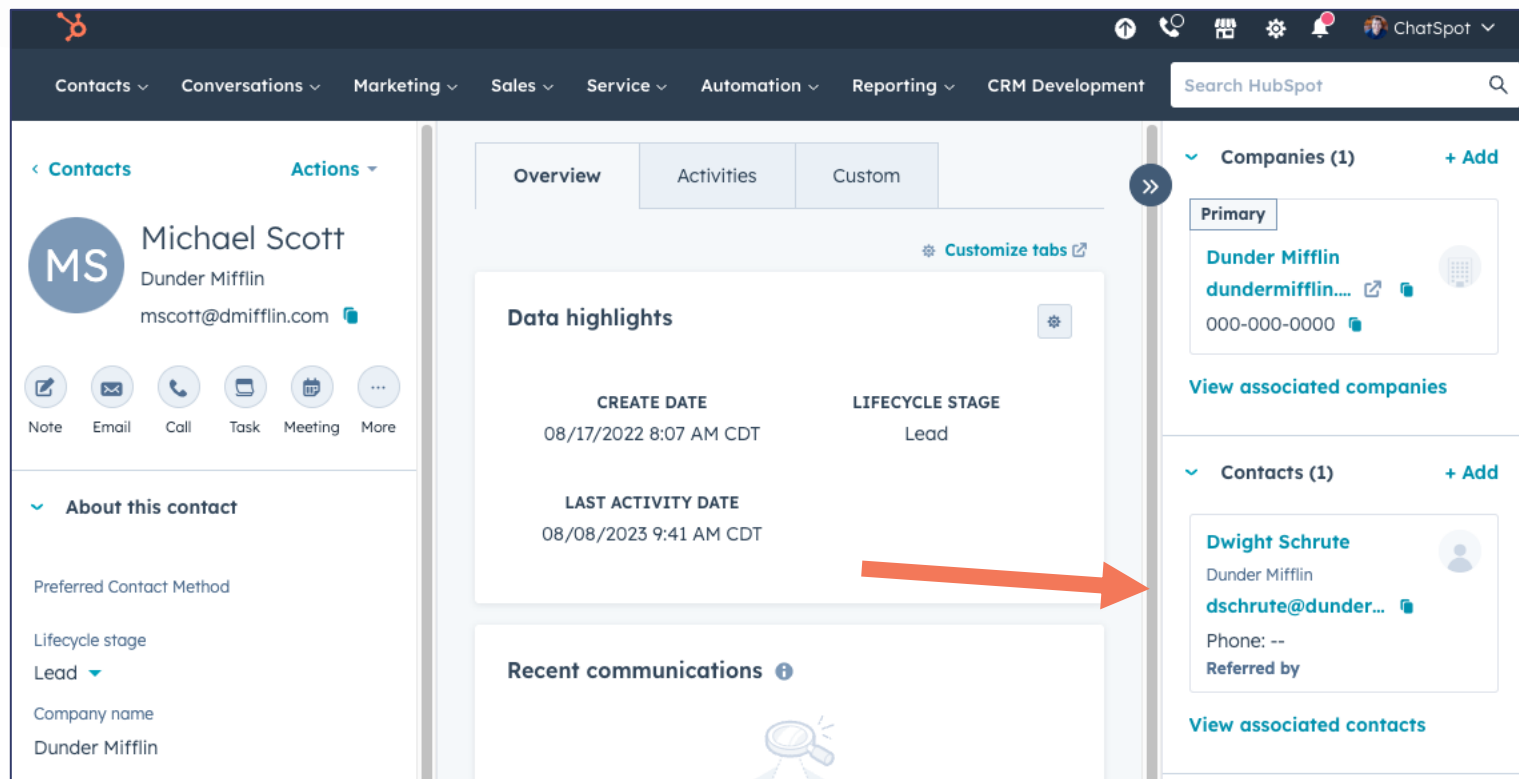 ChatSpot
Contacts
Conversations
Marketing
Sales
Service
Automation
Reporting
CRM Development
Search HubSpot
Contacts
Actions
MS
Michael Scott
Dunder Mifflin
mscott@dmifflin.com
Note
Email
Call
Task
Meeting
More
About this contact
Preferred Contact Method
Lifecycle stage
Lead
Company name
Dunder Mifflin
Overview
Activities
Custom
Customize tabs
Data highlights
CREATE DATE
08/17/2022 8:07 AM CDT
LIFECYCLE STAGE
Lead
LAST ACTIVITY DATE
08/08/2023 9:41 AM CDT
Recent communications
Companies (1)
+ Add
Primary
Dunder Mifflin
dundermifflin....
000-000-0000
View associated companies
Contacts (1)
+ Add
Dwight Schrute
Dunder Mifflin
dschrute@dunder...
Phone: --
Referred by
View associated contacts